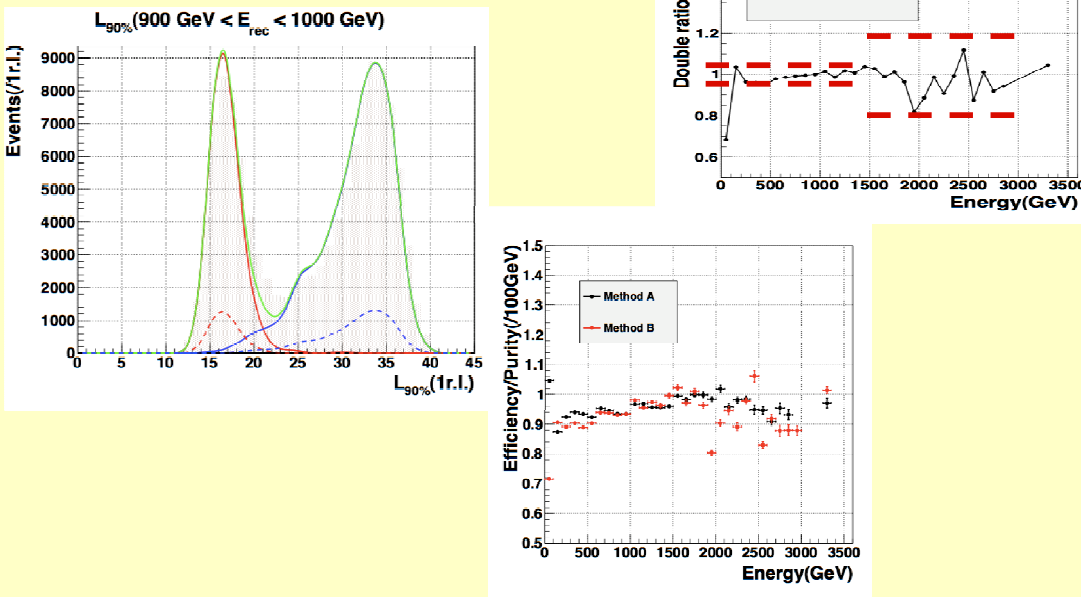 L90%(900 GeV < Erec < 1000 GeV)
Events(/1r.l.)
9000
8000
7000
6000
5000
4000
3000
2000
1000
0
0 5 10 15 20 25 30 35 40 45
L90%(1r.l.)
Double ratio
1.2
1
0.8
0.6
0 500 1000 1500 2000 2500 3000 3500
Energy(GeV)
Efficiency/Purity(/100GeV)
1.5
1.4
1.3
1.2
1.1
1
0.9
0.8
0.7
0.6
0.5
Method A
Method B
0 500 1000 1500 2000 2500 3000 3500
Energy(GeV)